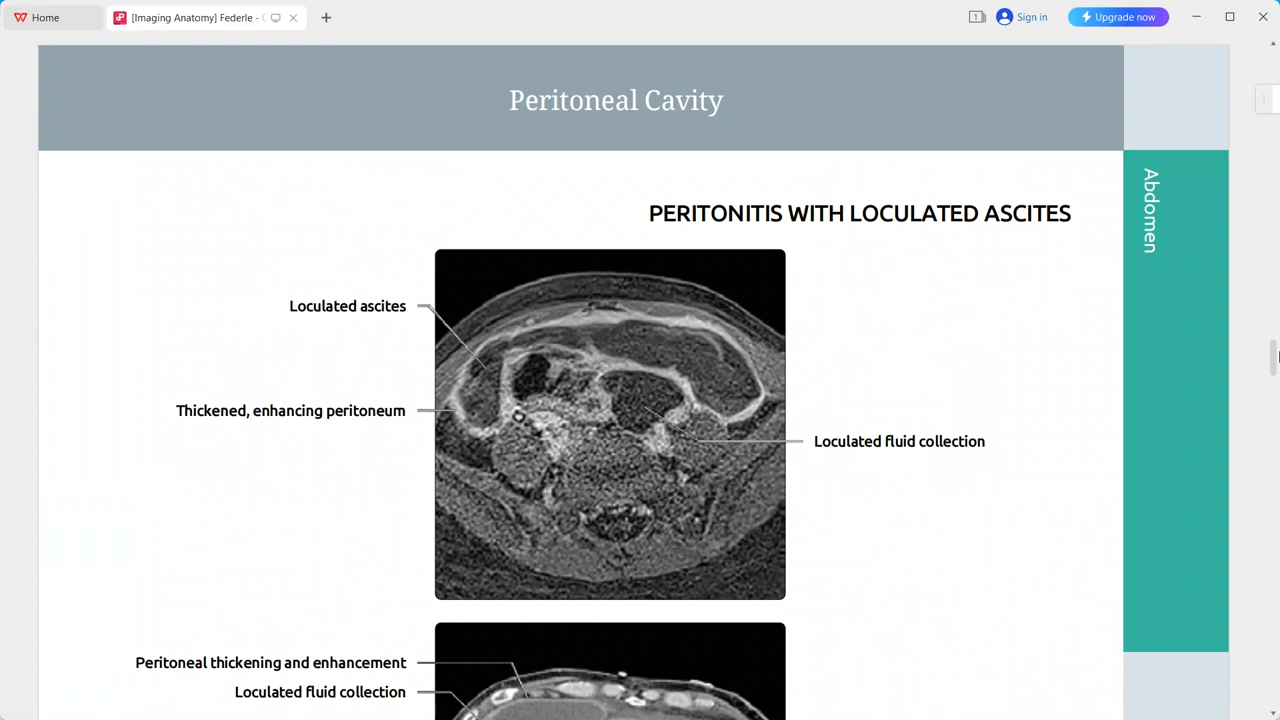 Home
[Imaging Anatomy] Federle -
1
Sign in
Upgrade now
Peritoneal Cavity
Abdomen
PERITONITIS WITH LOCULATED ASCITES
Loculated ascites
Thickened, enhancing peritoneum
Loculated fluid collection
Peritoneal thickening and enhancement
Loculated fluid collection